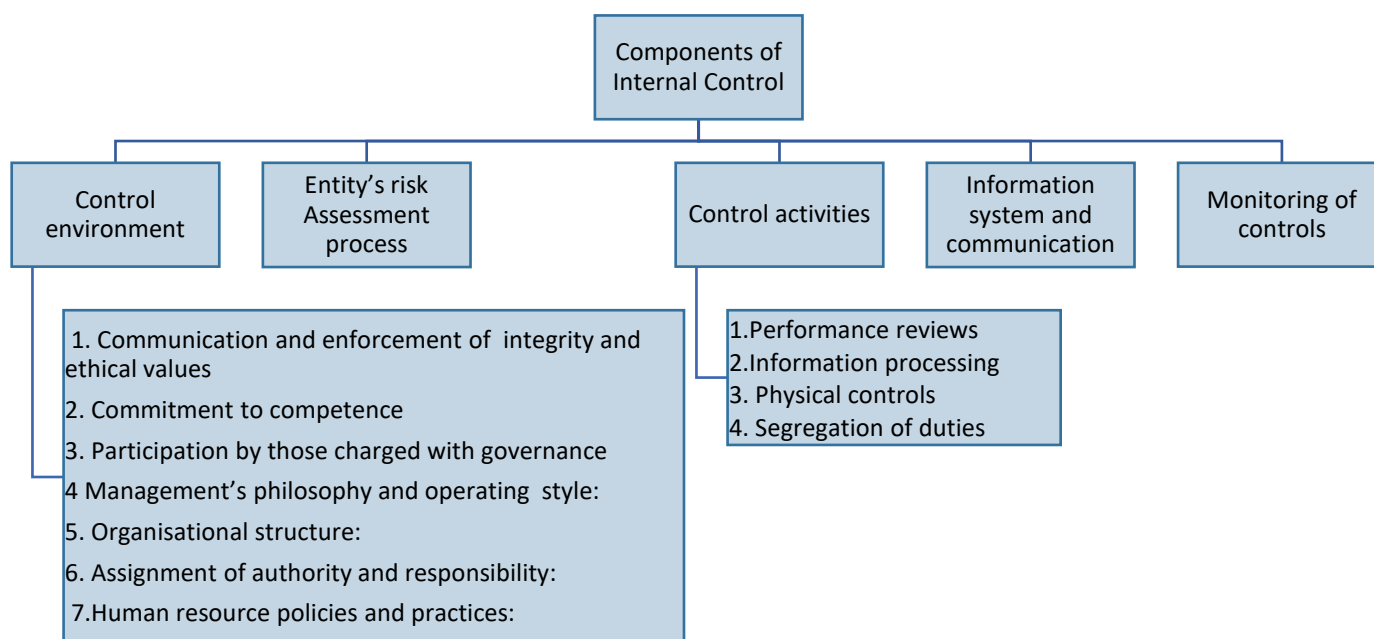 Components of
Internal Control
Control
environment
Entity’s risk
Assessment
process
Control activities
Information
system and
communication
Monitoring of
controls
1. Communication and enforcement of  integrity and
ethical values
2. Commitment to competence
3. Participation by those charged with governance
4 Management’s philosophy and operating  style:
5. Organisational structure:
6. Assignment of authority and responsibility:
7.Human resource policies and practices:
1.Performance reviews
2.Information processing
3. Physical controls
4. Segregation of duties